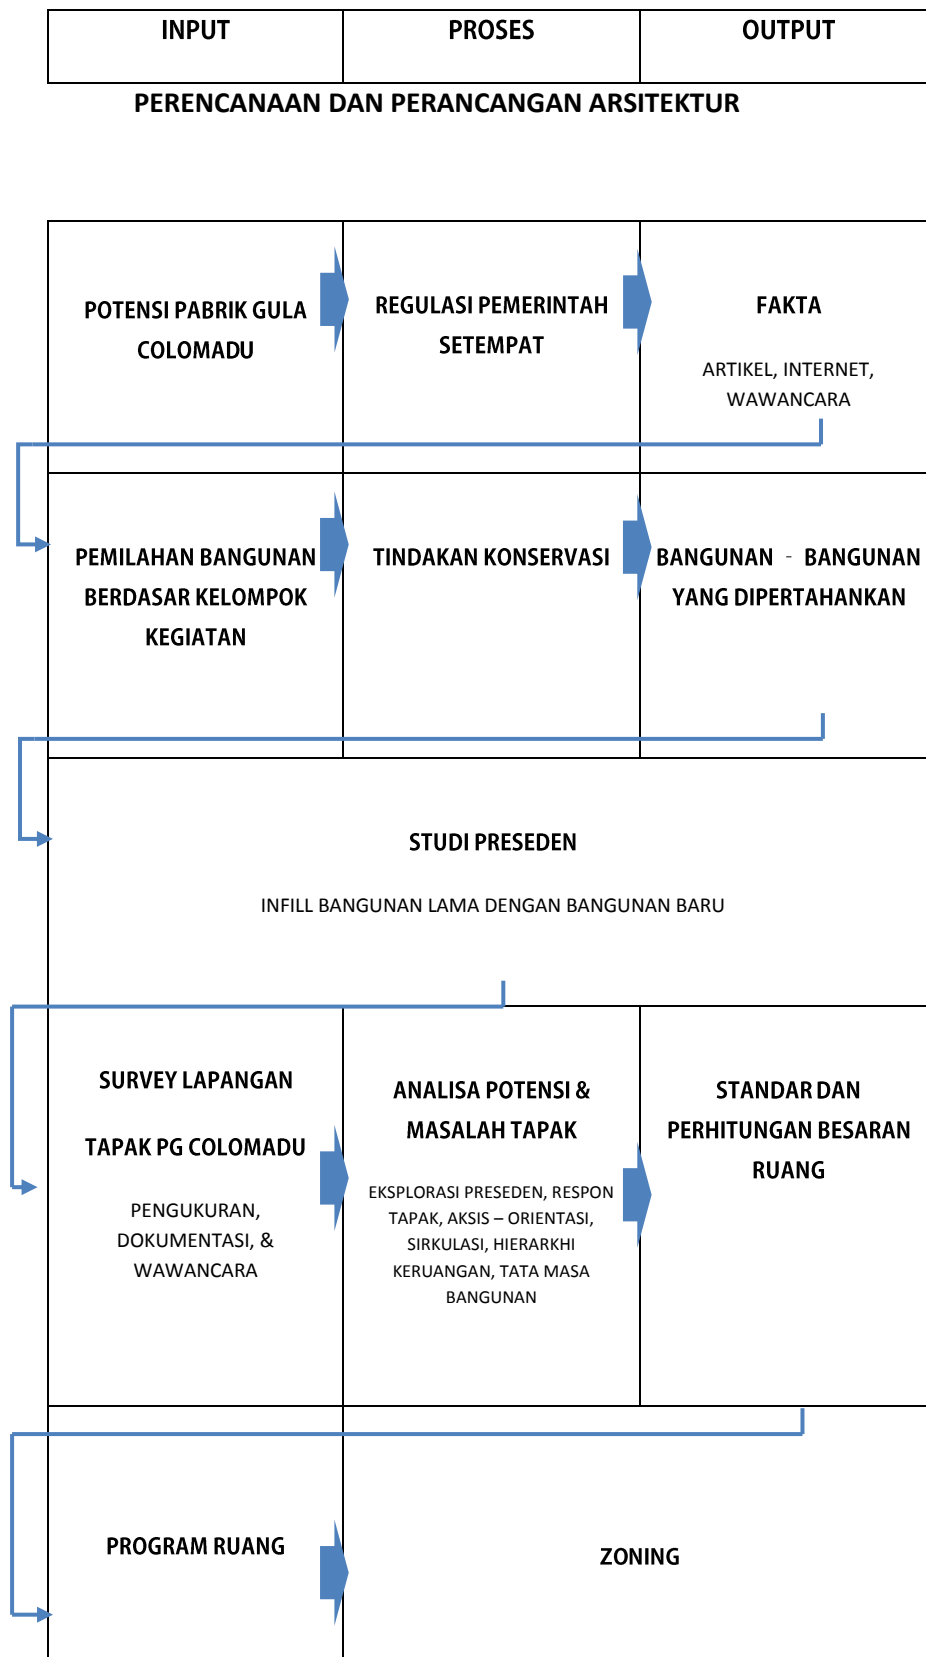 INPUT PROSES OUTPUT
PERENCANAAN DAN PERANCANGAN ARSITEKTUR
POTENSI PABRIK GULA
COLOMADU
REGULASI PEMERINTAH
SETEMPAT
FAKTA
ARTIKEL, INTERNET,
WAWANCARA
PEMILAHAN BANGUNAN
BERDASAR KELOMPOK
KEGIATAN
TINDAKAN KONSERVASI
BANGUNAN - BANGUNAN
YANG DIPERTAHANKAN
STUDI PRESEDEN
INFILL BANGUNAN LAMA DENGAN BANGUNAN BARU
SURVEY LAPANGAN
TAPAK PG COLOMADU
PENGUKURAN,
DOKUMENTASI, &
WAWANCARA
ANALISA POTENSI &
MASALAH TAPAK
EKSPLORASI PRESEDEN, RESPON
TAPAK, AKSIS – ORIENTASI,
SIRKULASI, HIERARKHI
KERUANGAN, TATA MASA
BANGUNAN
STANDAR DAN
PERHITUNGAN BESARAN
RUANG
PROGRAM RUANG
ZONING